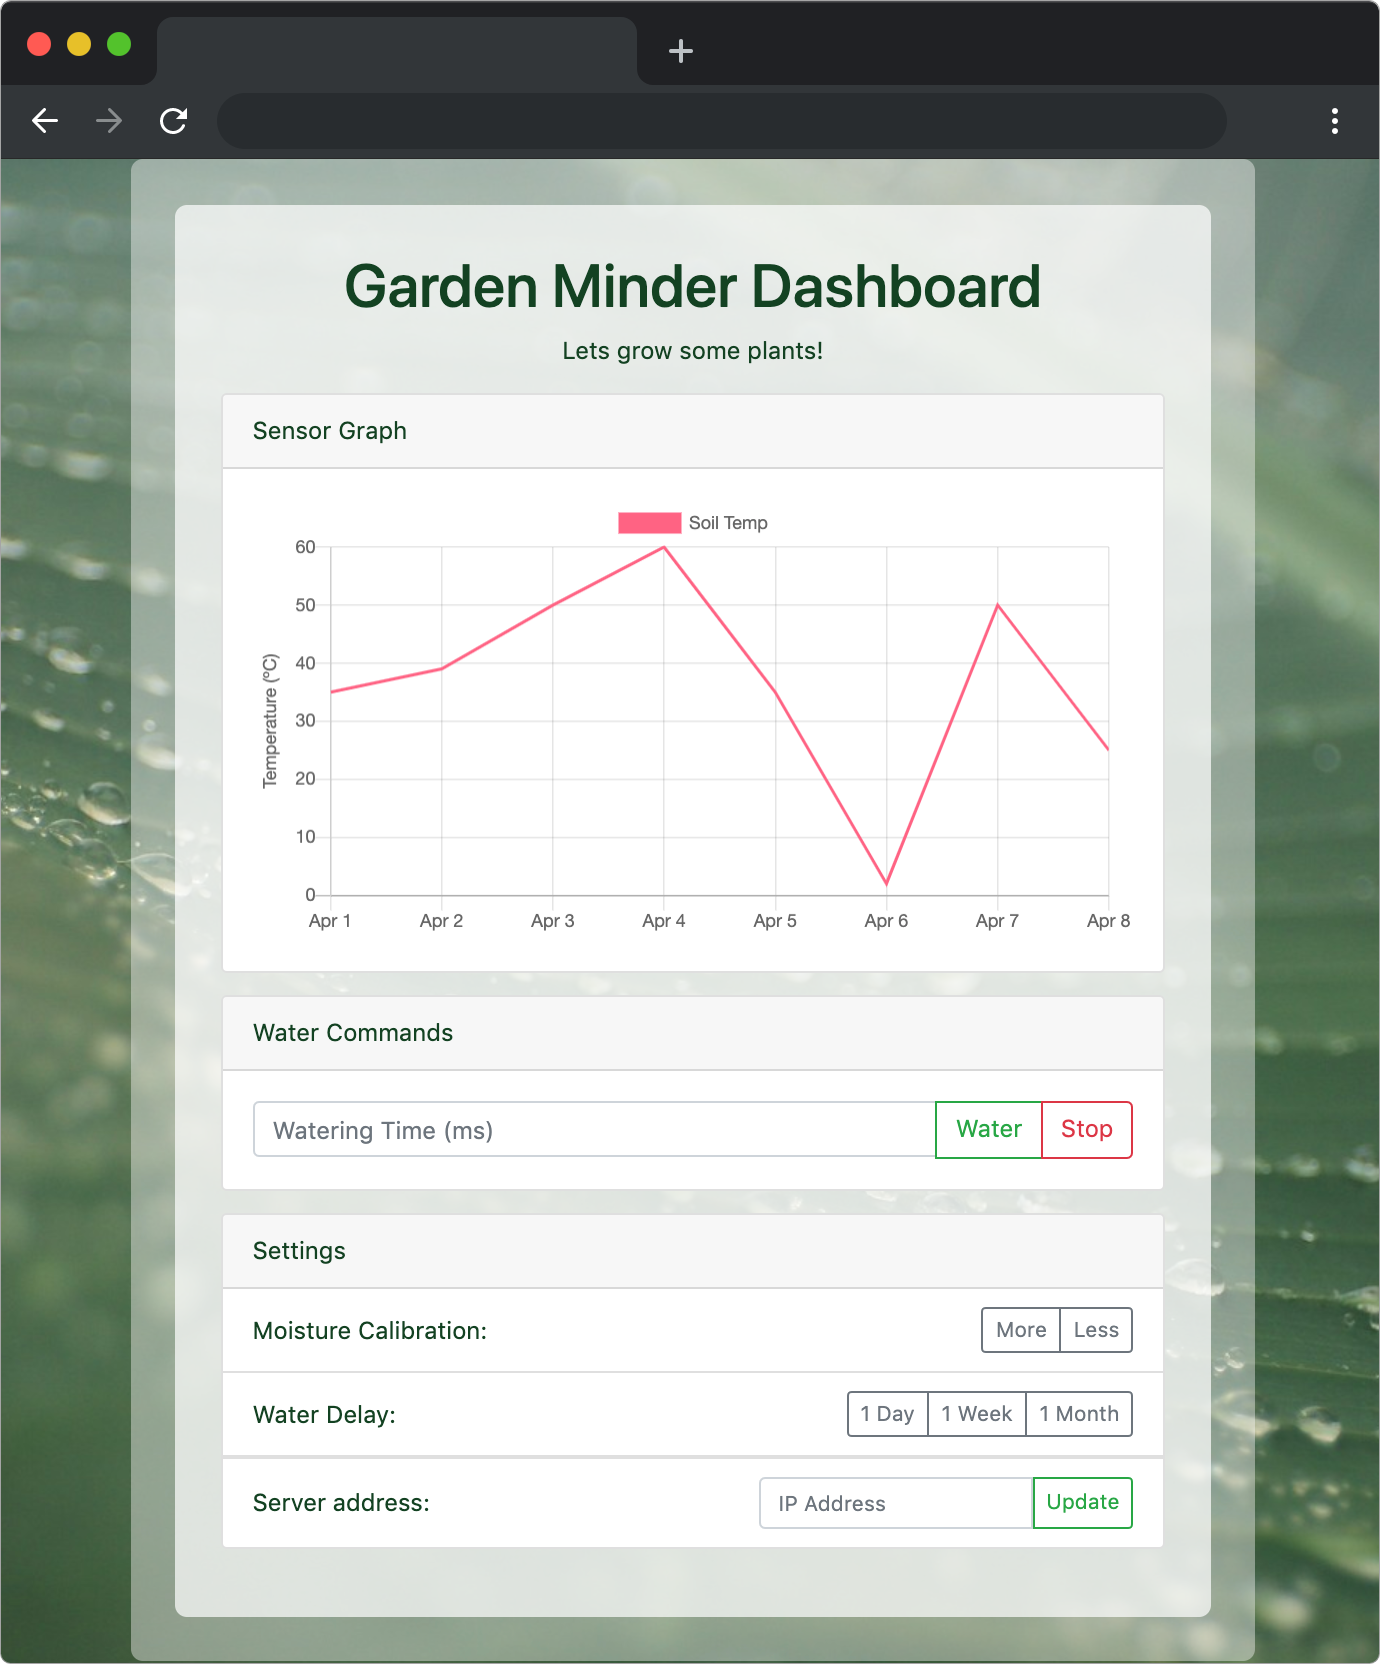 Garden Minder Dashboard
Lets grow some plants!
Sensor Graph
Soil Temp
60
50
40
30
20
10
0
Temperature (°C)
Apr 1 Apr 2 Apr 3 Apr 4 Apr 5 Apr 6 Apr 7 Apr 8
Water Commands
Watering Time (ms) Water Stop
Settings
Moisture Calibration: More Less
Water Delay: 1 Day 1 Week 1 Month
Server address: IP Address Update